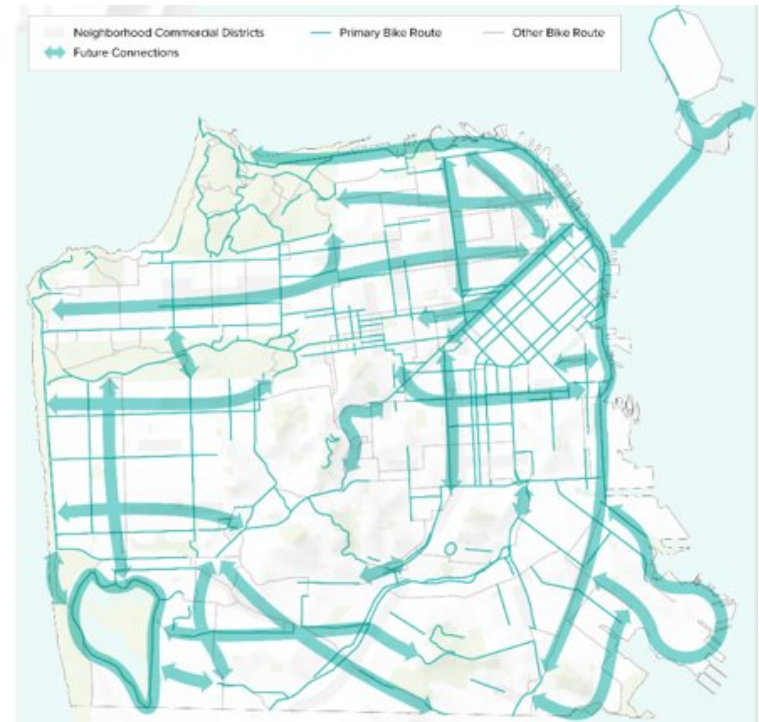 Neighborhood Commercial Districts Primary Bike Route Other Bike Route
Future Connections